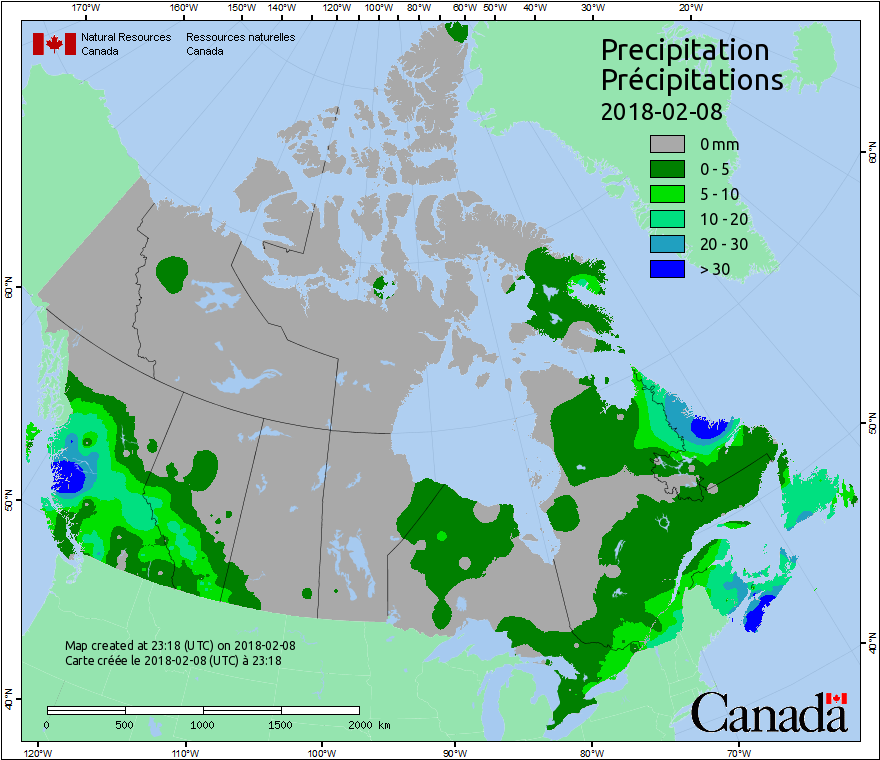 170°W 160°W 150°W 140°W 120°W 100°W 80°W 60°W 50°W 40°W 30°W 20°W
Natural Resources Ressources naturelles
Canada Canada
Precipitation
Précipitations
2018-02-08
0 mm
0 - 5
5 - 10
10 - 20
20 - 30
> 30
60°N
60°N
50°N
50°N
40°N
40°N
Map created at 23:18 (UTC) on 2018-02-08
Carte créée le 2018-02-08 (UTC) à 23:18
0 500 1000 1500 2000 km
Canada
120°W 110°W 100°W 90°W 80°W 70°W